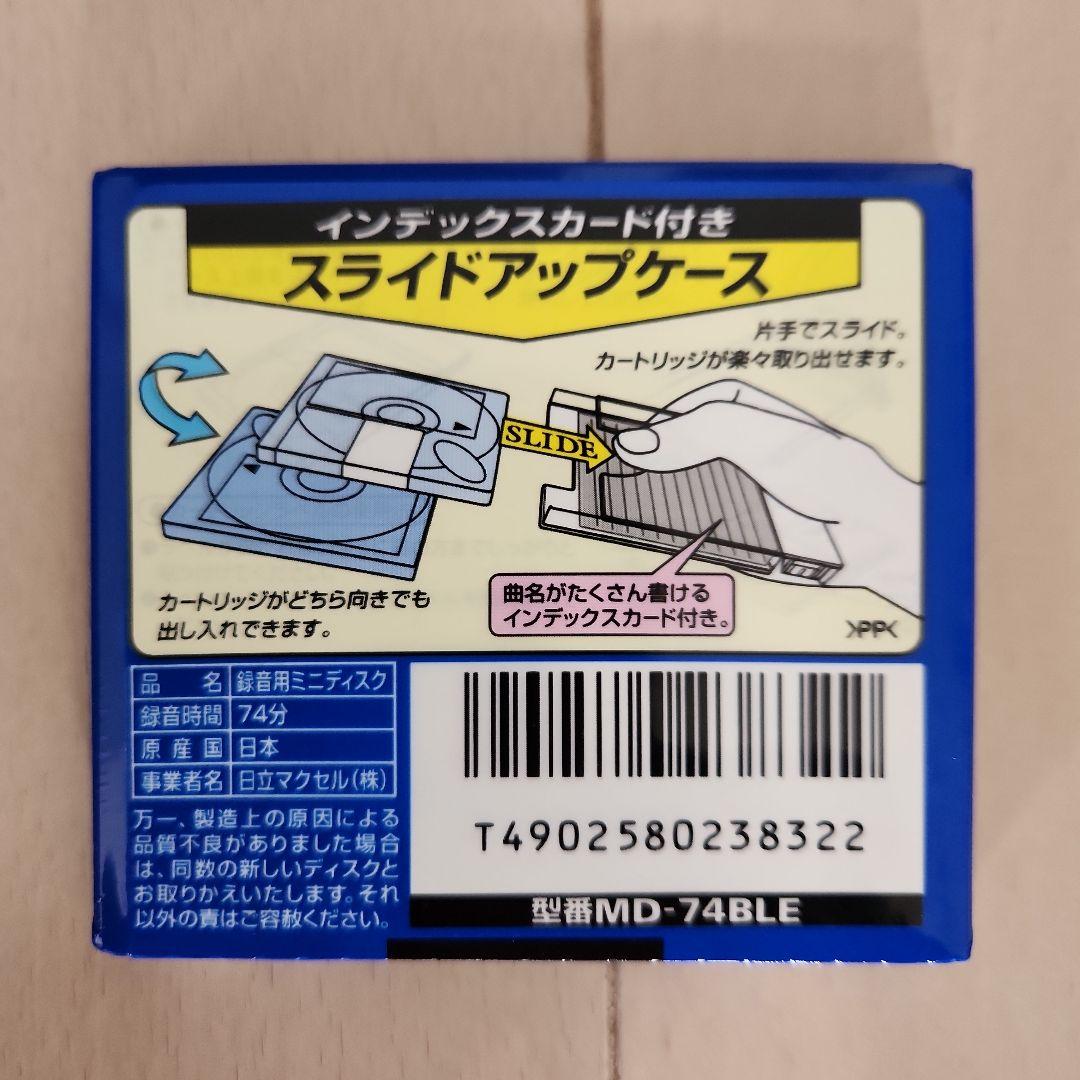 インデックスカード付き
スライドアップケース
片手でスライド。
カートリッジが楽々取り出せます。
SLIDE
カートリッジがどちら向きでも
出し入れできます。
曲名がたくさん書ける
インデックスカード付き。
>PP<
品名 録音用ミニディスク
録音時間 74分
原産国 日本
事業者名 日立マクセル(株)
万一、製造上の原因による
品質不良がありました場合
は、同数の新しいディスクと
お取りかえいたします。それ
以外の責はご容赦ください。
T4902580238322
型番MD-74BLE